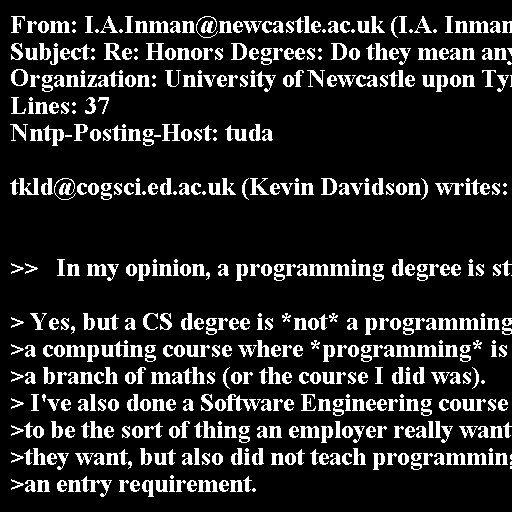 From: I.A.Inman@newcastle.ac.uk (I.A. Inman
Subject: Re: Honors Degrees: Do they mean any
Organization: University of Newcastle upon Ty
Lines: 37
Nntp-Posting-Host: tuda
tkld@cogsci.ed.ac.uk (Kevin Davidson) writes:
>> In my opinion, a programming degree is st
> Yes, but a CS degree is *not* a programming
>a computing course where *programming* is
>a branch of maths (or the course I did was).
> I've also done a Software Engineering course
>to be the sort of thing an employer really want
>they want, but also did not teach programming
>an entry requirement.